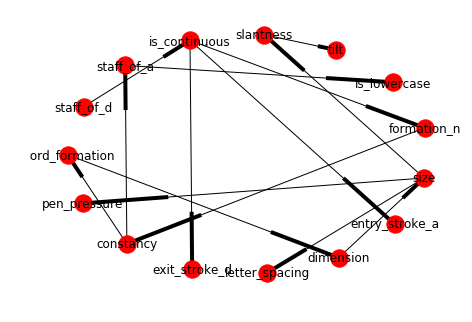 slantness
is_continuous
tilt
staff_of_a
is_lowercase
staff_of_d
formation_n
ord_formation
size
pen_pressure
entry_stroke_a
constancy
dimension
exit_stroke_d
letter_spacing